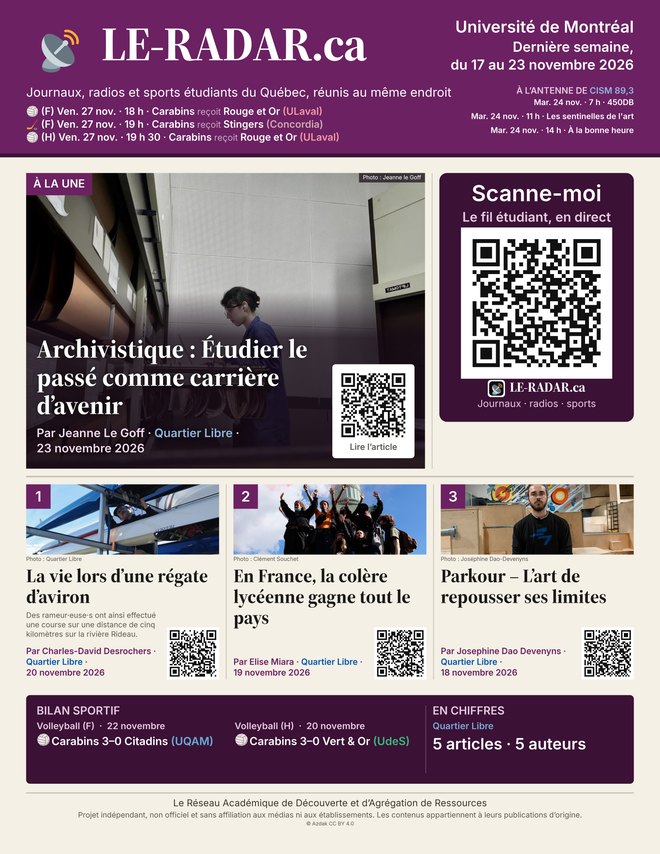 LE-RADAR.ca
Journaux, radios et sports étudiants du Québec, réunis au même endroit
(F) Ven. 27 nov. · 18 h · Carabins reçoit Rouge et Or (ULaval)
(F) Ven. 27 nov. · 19 h · Carabins reçoit Stingers (Concordia)
(H) Ven. 27 nov. · 19 h 30 · Carabins reçoit Rouge et Or (ULaval)
Université de Montréal
Dernière semaine,
du 17 au 23 novembre 2026
À L'ANTENNE DE CISM 89,3
Mar. 24 nov. · 7 h · 450DB
Mar. 24 nov. · 11 h · Les sentinelles de l'art
Mar. 24 nov. · 14 h · À la bonne heure
À LA UNE
Photo : Jeanne le Goff
Archivistique : Étudier le
passé comme carrière
d'avenir
Par Jeanne Le Goff · Quartier Libre ·
23 novembre 2026
Lire l'article
Scanne-moi
Le fil étudiant, en direct
LE-RADAR.ca
Journaux · radios · sports
1
Photo : Quartier Libre
La vie lors d'une régate
d'aviron
Des rameur·euse·s ont ainsi effectué
une course sur une distance de cinq
kilomètres sur la rivière Rideau.
Par Charles-David Desrochers ·
Quartier Libre ·
20 novembre 2026
2
Photo : Clément Souchet
En France, la colère
lycéenne gagne tout le
pays
Par Elise Miara · Quartier Libre ·
19 novembre 2026
3
Photo : Joséphine Dao-Devenyns
Parkour – L'art de
repousser ses limites
Par Josephine Dao Devenyns ·
Quartier Libre ·
18 novembre 2026
BILAN SPORTIF
Volleyball (F) · 22 novembre
Carabins 3–0 Citadins (UQAM)
Volleyball (H) · 20 novembre
Carabins 3–0 Vert & Or (UdeS)
EN CHIFFRES
Quartier Libre
5 articles · 5 auteurs
Le Réseau Académique de Découverte et d'Agrégation de Ressources
Projet indépendant, non officiel et sans affiliation aux médias ni aux établissements. Les contenus appartiennent à leurs publications d'origine.
© Azdak CC BY 4.0